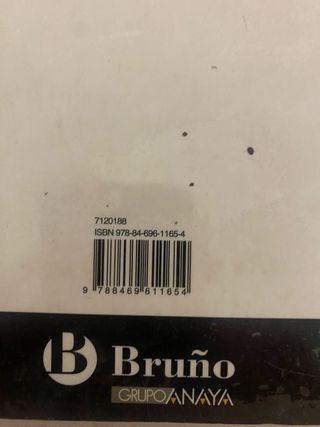 7120188
ISBN 978-84-696-1165-4
9 788469 611654
B Bruño
GRUPO ANAYA